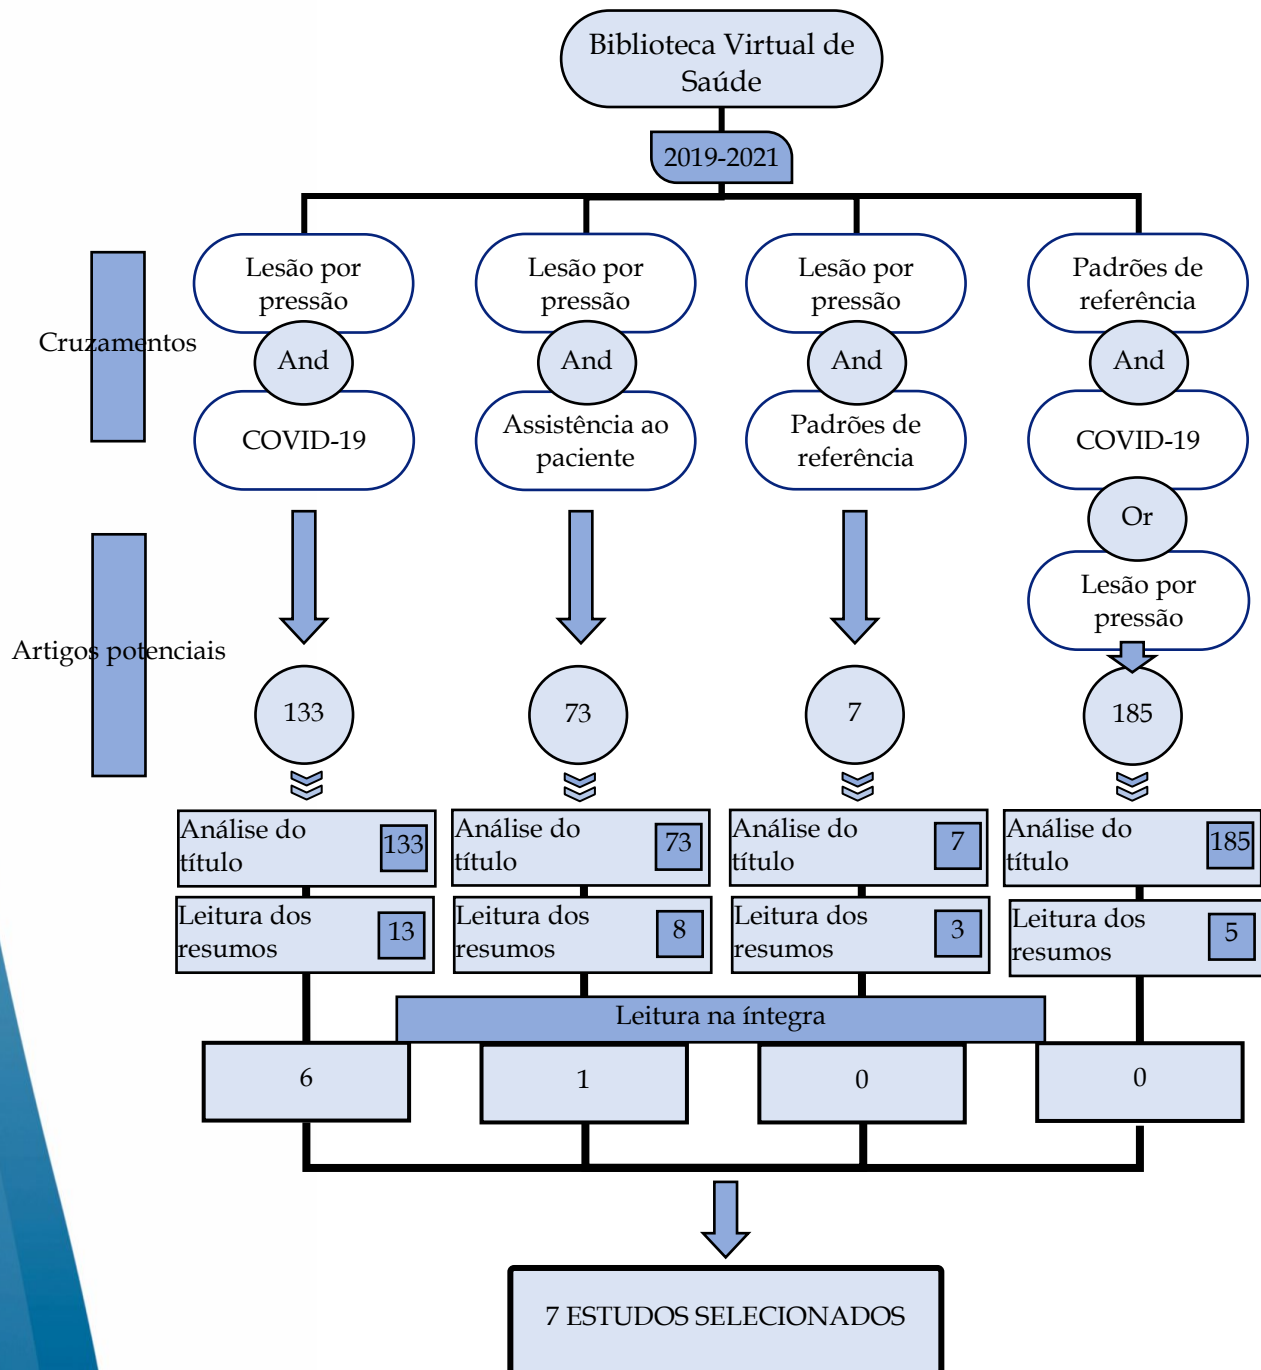 Biblioteca Virtual de
Saúde
2019-2021
Cruzamentos
Lesão por
pressão
And
COVID-19
Lesão por
pressão
And
Assistência ao
paciente
Lesão por
pressão
And
Padrões de
referência
Padrões de
referência
And
COVID-19
Or
Lesão por
pressão
Artigos potenciais
133
73
7
185
Análise do
título
133
Análise do
título
73
Análise do
título
7
Análise do
título
185
Leitura dos
resumos
13
Leitura dos
resumos
8
Leitura dos
resumos
3
Leitura dos
resumos
5
Leitura na íntegra
6
1
0
0
7 ESTUDOS SELECIONADOS